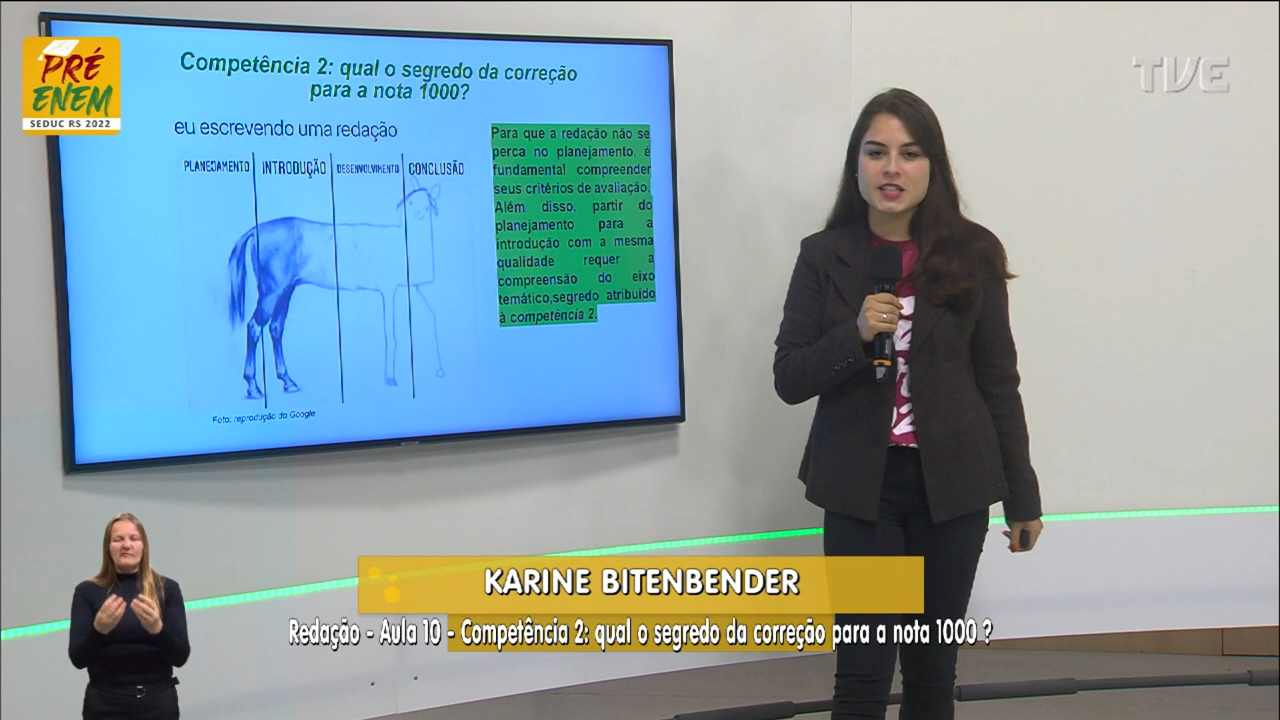 PRÉ
ENEM
SEDUC RS 2022
TVE
Competência 2: qual o segredo da correção
para a nota 1000?
eu escrevendo uma redação
PLANEJAMENTO INTRODUÇÃO DESENVOLVIMENTO CONCLUSÃO
Para que a redação não se
perca no planejamento, é
fundamental compreender
seus critérios de avaliação.
Além disso, partir do
planejamento para a
introdução com a mesma
qualidade requer a
compreensão do eixo
temático,segredo atribuído
à competência 2.
Foto: reprodução do Google
KARINE BITENBENDER
Redação - Aula 10 - Competência 2: qual o segredo da correção para a nota 1000 ?